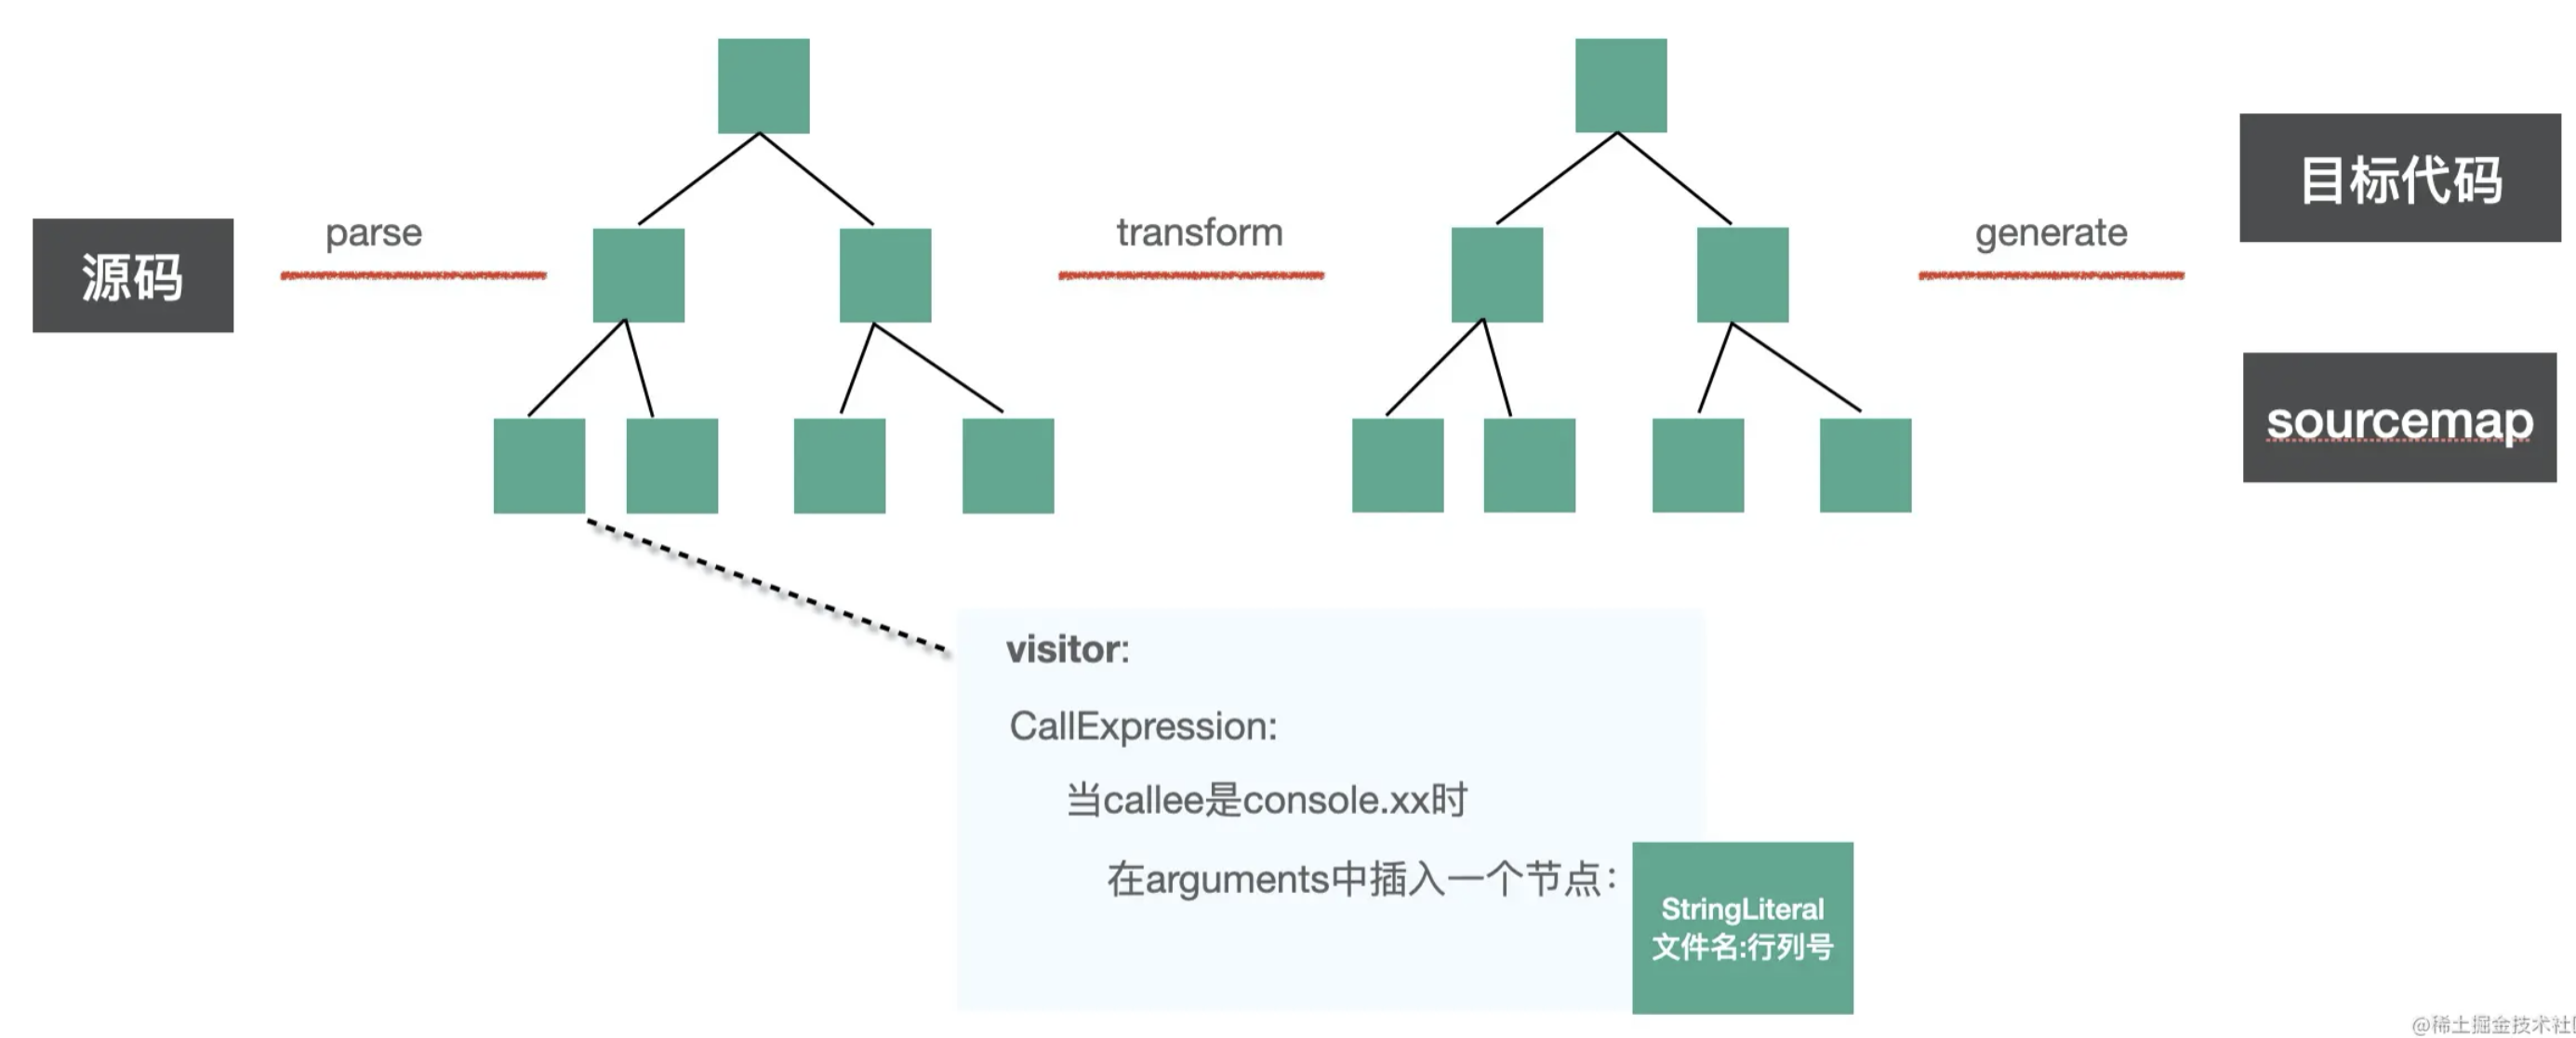 源码
parse
transform
generate
目标代码
sourcemap
visitor:
CallExpression:
当callee是console.xx时
在arguments中插入一个节点：
StringLiteral
文件名:行列号
@稀土掘金技术社